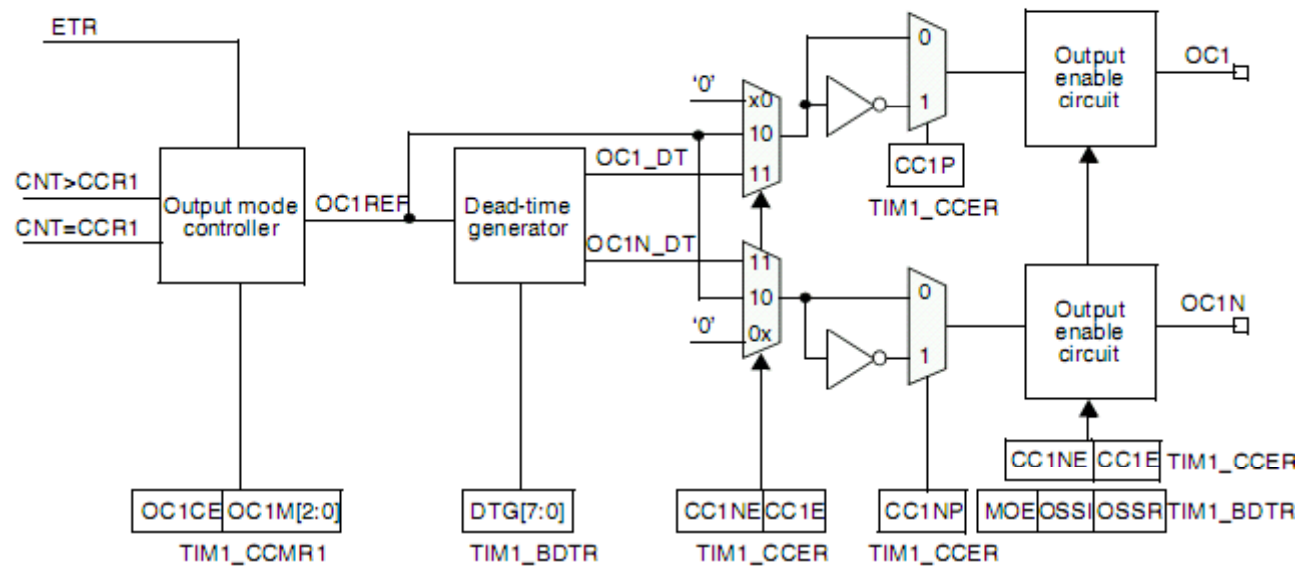 ETR
CNT>CCR1
CNT=CCR1
Output mode
controller
OC1REF
Dead-time
generator
OC1_DT
OC1N_DT
'0'
x0
10
11
11
10
0x
'0'
0
1
CC1P
TIM1_CCER
0
1
Output
enable
circuit
OC1
Output
enable
circuit
OC1N
CC1NE CC1E TIM1_CCER
OC1CE OC1M[2:0]
TIM1_CCMR1
DTG[7:0]
TIM1_BDTR
CC1NE CC1E
TIM1_CCER
CC1NP
TIM1_CCER
MOE OSSI OSSR TIM1_BDTR